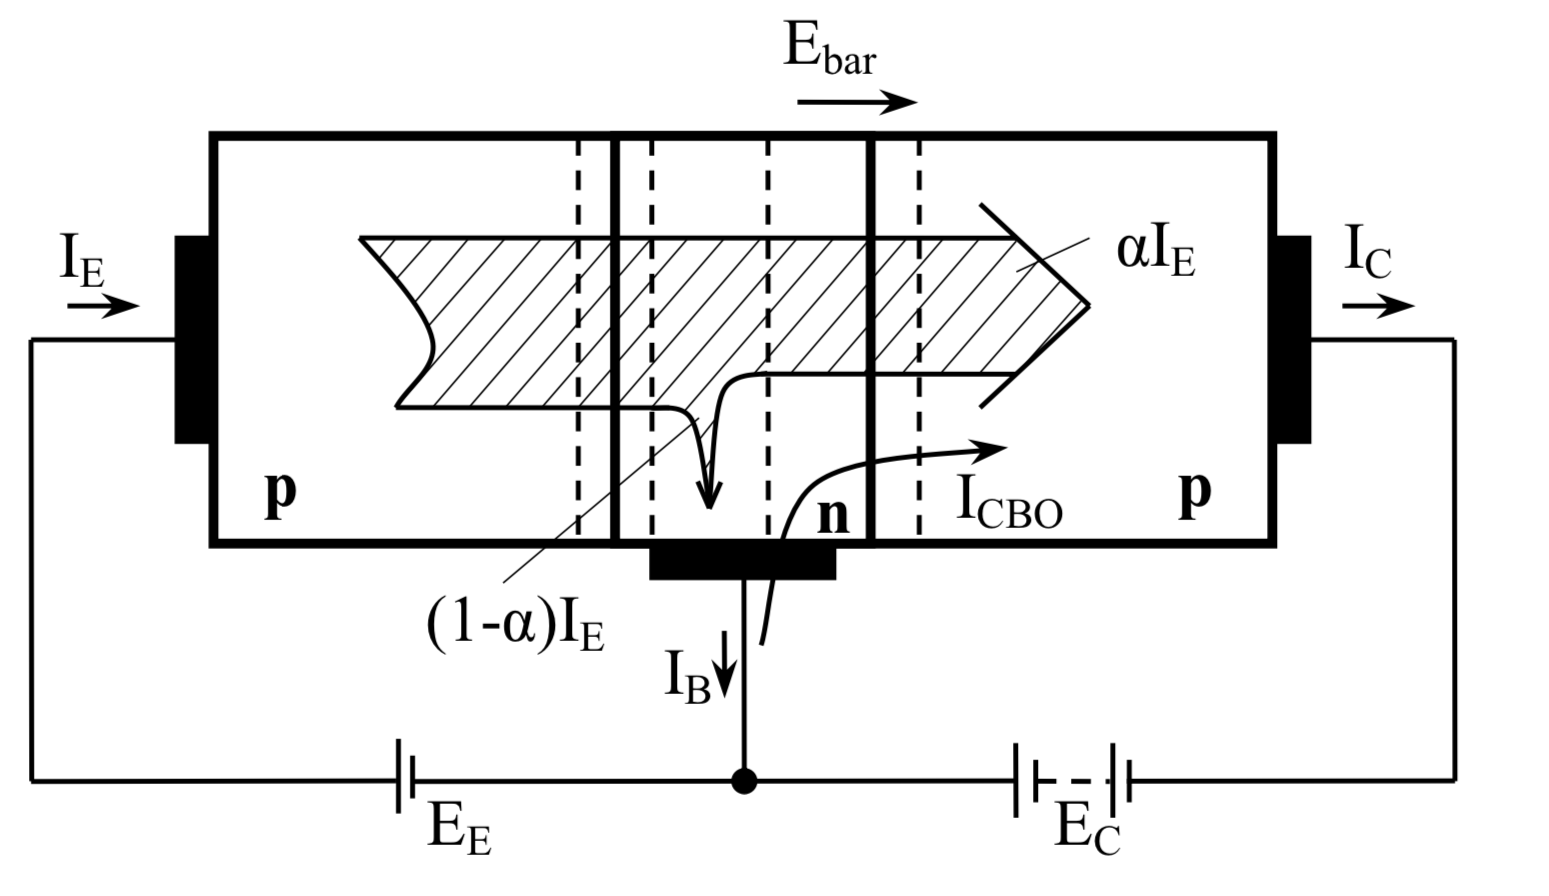 E_bar
I_E
αI_E
I_C
p
n
I_CBO
p
(1-α)I_E
I_B
E_E
E_C